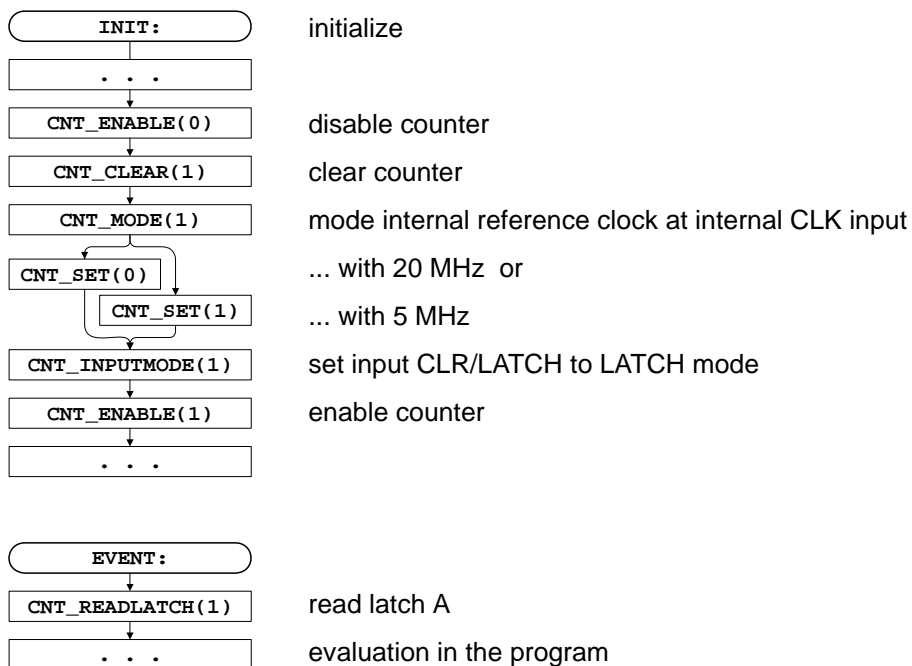 INIT: initialize
. . .
CNT_ENABLE(0) disable counter
CNT_CLEAR(1) clear counter
CNT_MODE(1) mode internal reference clock at internal CLK input
CNT_SET(0) ... with 20 MHz or
CNT_SET(1) ... with 5 MHz
CNT_INPUTMODE(1) set input CLR/LATCH to LATCH mode
CNT_ENABLE(1) enable counter
. . .
EVENT:
CNT_READLATCH(1) read latch A
. . . evaluation in the program